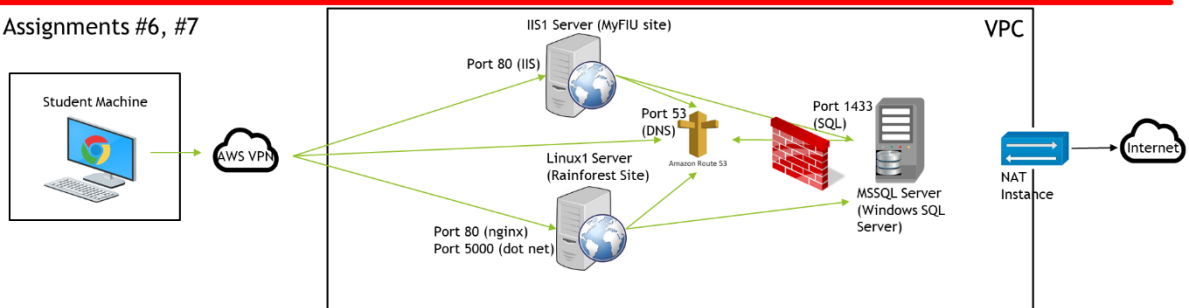 Assignments #6, #7
IIS1 Server (MyFIU site)
VPC
Port 80 (IIS)
Student Machine
AWS VPN
Port 53
(DNS)
Amazon Route 53
Port 1433
(SQL)
Internet
Linux1 Server
(Rainforest Site)
NAT
Instance
MSSQL Server
(Windows SQL
Server)
Port 80 (nginx)
Port 5000 (dot net)